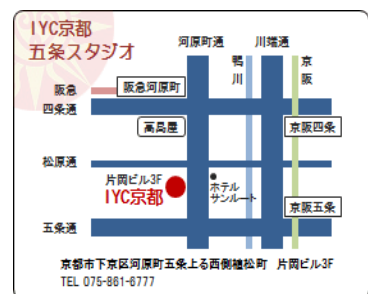 IYC京都
五条スタジオ
河原町通
川端通
鴨川
京阪
阪急
阪急河原町
四条通
高島屋
京阪四条
松原通
片岡ビル3F
IYC京都
ホテル
サンルート
京阪五条
五条通
京都市下京区河原町五条上る西側植松町 片岡ビル3F
TEL 075-861-6777